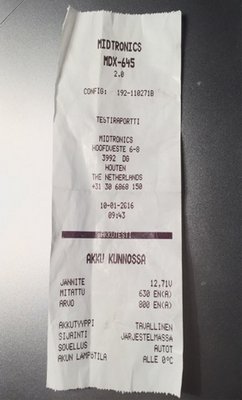 MIDTRONICS
MDX-645
2.0
CONFIG: 192-110271B
TESTIRAPORTTI
MIDTRONICS
HOOFDVESTE 6-8
3992 DG
HOUTEN
THE NETHERLANDS
+31 30 6868 150
10-01-2016
09:43
AKKUTESTI
AKKU KUNNOSSA
JANNITE 12,71V
MITATTU 630 EN(A)
ARVO 800 EN(A)
AKKUTYYPPI TAVALLINEN
SIJAINTI JARJESTELMASSA
SOVELLUS AUTOT
AKUN LAMPOTILA ALLE 0°C